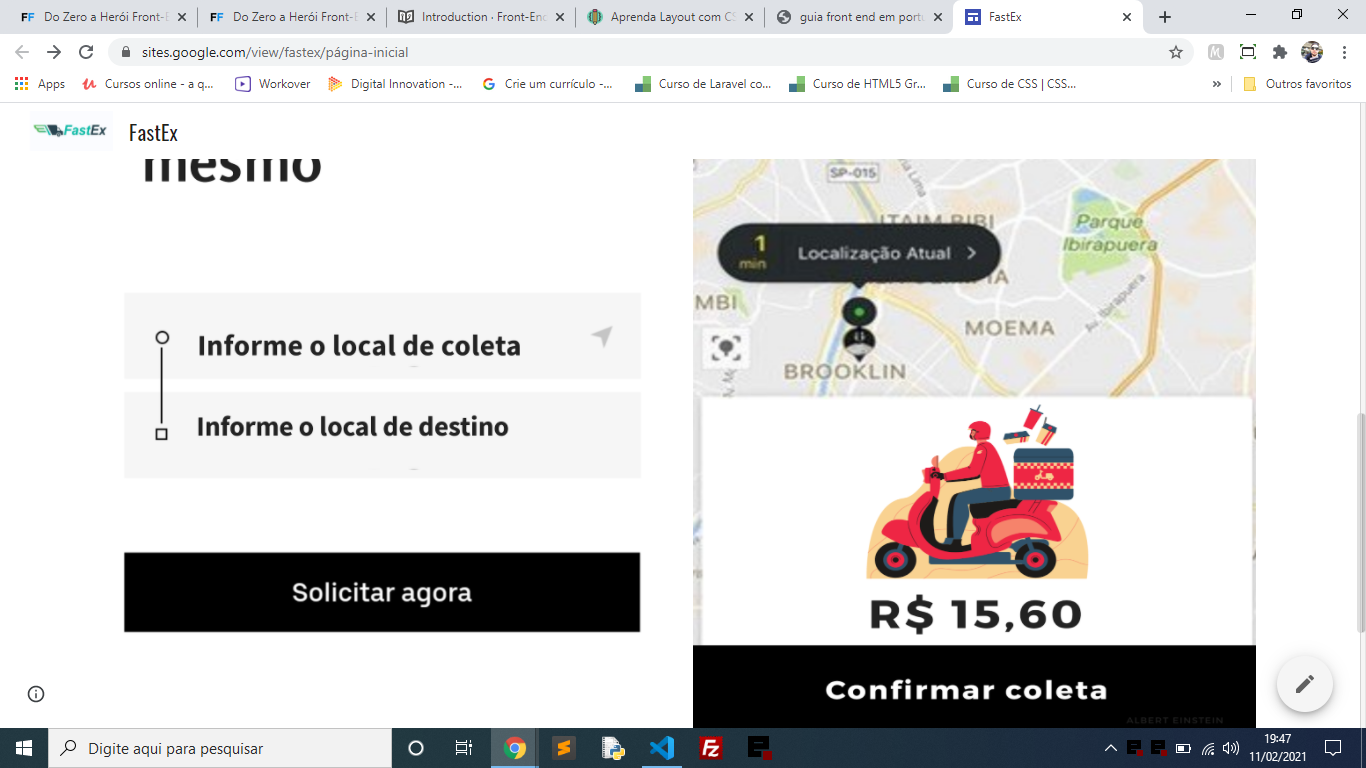 Do Zero a Herói Front-E
Do Zero a Herói Front-E
Introduction · Front-End
Aprenda Layout com CS
guia front end em portu
FastEx
sites.google.com/view/fastex/página-inicial
Apps
Cursos online - a q...
Workover
Digital Innovation -...
Crie um currículo -...
Curso de Laravel co...
Curso de HTML5 Gr...
Curso de CSS | CSS...
»
Outros favoritos
FastEx
FastEx
mesmo
Informe o local de coleta
Informe o local de destino
Solicitar agora
SP-015
ITAIM BIBI
Parque
Ibirapuera
1
min
Localização Atual
MBI
MOEMA
Av. Ibirapuera
BROOKLIN
R$ 15,60
Confirmar coleta
ALBERT EINSTEIN
Digite aqui para pesquisar
19:47
11/02/2021